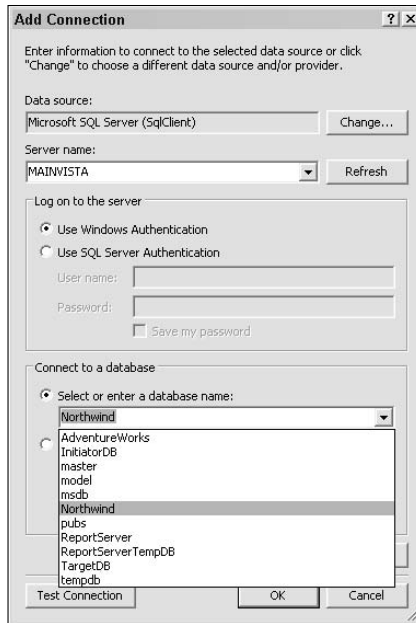 Add Connection
Enter information to connect to the selected data source or click
"Change" to choose a different data source and/or provider.
Data source:
Microsoft SQL Server (SqlClient)
Change...
Server name:
MAINVISTA
Refresh
Log on to the server
Use Windows Authentication
Use SQL Server Authentication
User name:
Password:
Save my password
Connect to a database
Select or enter a database name:
Northwind
AdventureWorks
InitiatorDB
master
model
msdb
Northwind
pubs
ReportServer
ReportServerTempDB
TargetDB
tempdb
Test Connection
OK
Cancel